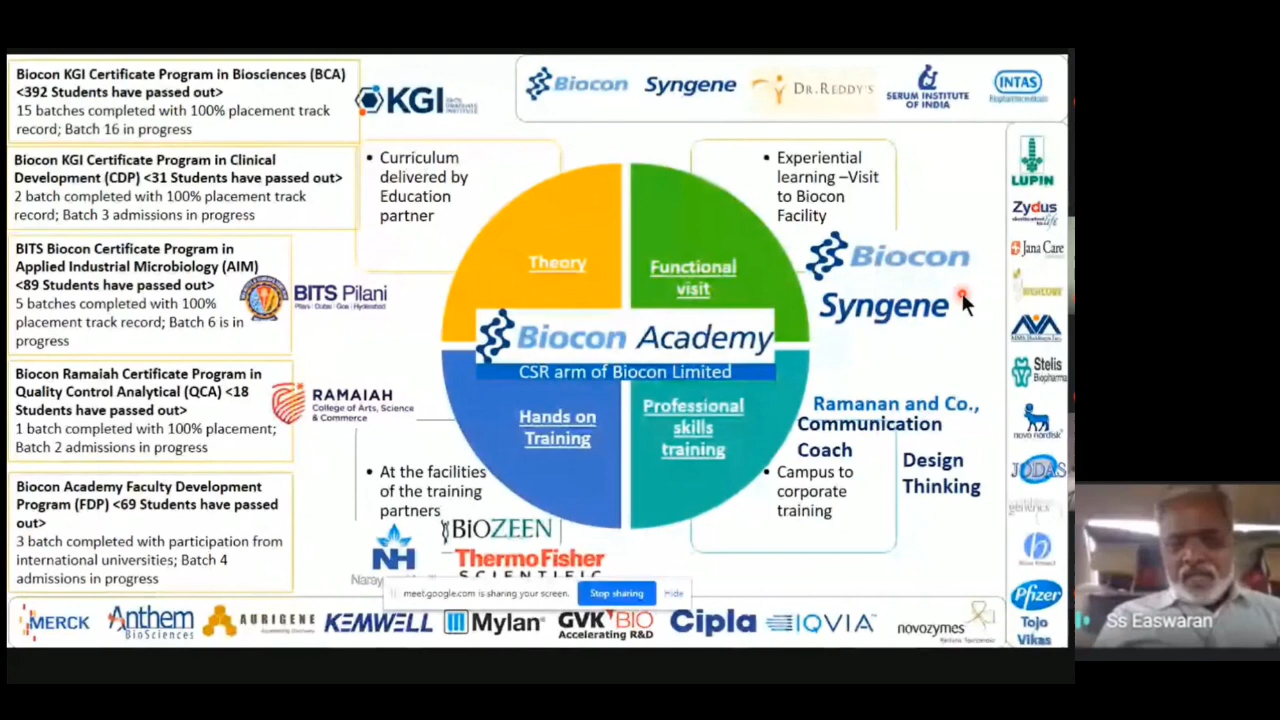 Biocon KGI Certificate Program in Biosciences (BCA)
<392 Students have passed out>
15 batches completed with 100% placement track
record; Batch 16 in progress
KGI
Biocon KGI Certificate Program in Clinical
Development (CDP) <31 Students have passed out>
2 batch completed with 100% placement track
record; Batch 3 admissions in progress
BITS Biocon Certificate Program in
Applied Industrial Microbiology (AIM)
<89 Students have passed out>
5 batches completed with 100%
placement track record; Batch 6 is in
progress
BITS Pilani
Pilani | Dubai | Goa | Hyderabad
Biocon Ramaiah Certificate Program in
Quality Control Analytical (QCA) <18
Students have passed out>
1 batch completed with 100% placement;
Batch 2 admissions in progress
RAMAIAH
College of Arts, Science
& Commerce
Biocon Academy Faculty Development
Program (FDP) <69 Students have passed
out>
3 batch completed with participation from
international universities; Batch 4
admissions in progress
Biocon
Syngene
DR.REDDY'S
SERUM INSTITUTE
OF INDIA
INTAS
• Curriculum
delivered by
Education
partner
Theory
Functional
visit
• Experiential
learning –Visit
to Biocon
Facility
Biocon
Syngene
Biocon Academy
CSR arm of Biocon Limited
Hands on
Training
Professional
skills
training
Ramanan and Co.,
Communication
Coach
Design
Thinking
• Campus to
corporate
training
• At the facilities
of the training
partners
NH
BiOZEEN
ThermoFisher
SCIENTIFIC
meet.google.com is sharing your screen.
Stop sharing
Hide
LUPIN
Zydus
Jana Care
Stelis
Biopharma
novo nordisk
JODAS
Pfizer
Tojo
Vikas
MERCK
Anthem
BioSciences
AURIGENE
KEMWELL
Mylan
GVK BIO
Accelerating R&D
Cipla
IQVIA
novozymes
Ss Easwaran